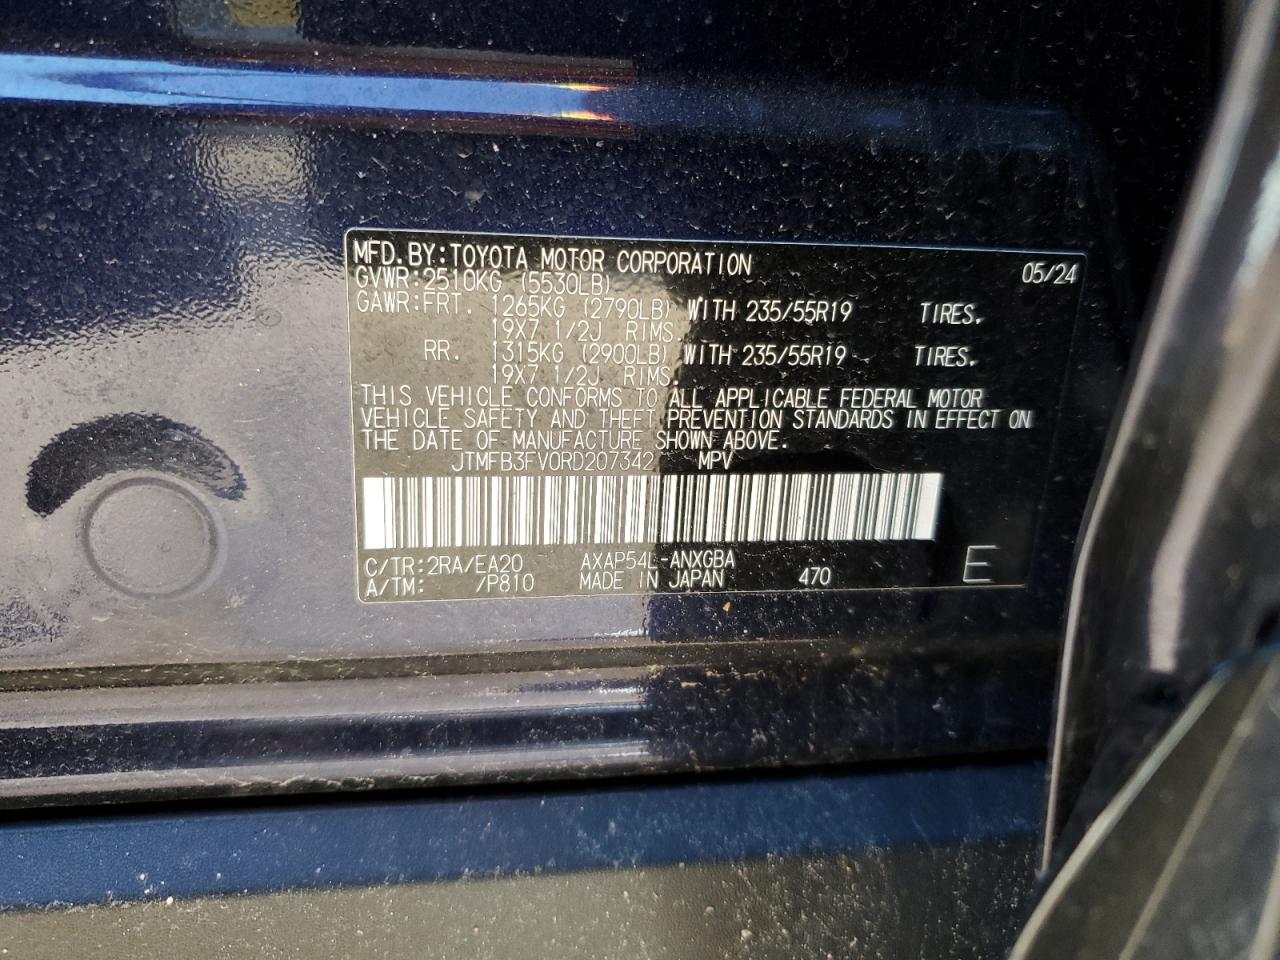 MFD.BY:TOYOTA MOTOR CORPORATION 05/24
GVWR:2510KG (5530LB)
GAWR:FRT. 1265KG (2790LB) WITH 235/55R19 TIRES,
19X7 1/2J RIMS.
RR. 1315KG (2900LB) WITH 235/55R19 TIRES,
19X7 1/2J RIMS.
THIS VEHICLE CONFORMS TO ALL APPLICABLE FEDERAL MOTOR
VEHICLE SAFETY AND THEFT PREVENTION STANDARDS IN EFFECT ON
THE DATE OF MANUFACTURE SHOWN ABOVE.
JTMFB3FV0RD207342 MPV
C/TR:2RA/EA20 AXAP54L-ANXGBA
A/TM: /P810 MADE IN JAPAN 470 E